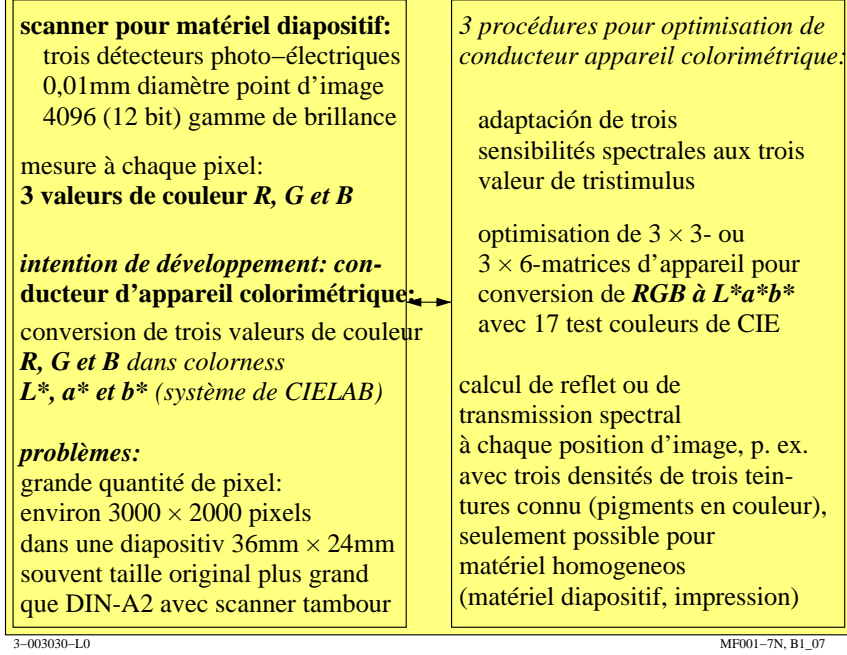 scanner pour matériel diapositif:
trois détecteurs photo−électriques
0,01mm diamètre point d'image
4096 (12 bit) gamme de brillance
mesure à chaque pixel:
3 valeurs de couleur R, G et B
intention de développement: con-
ducteur d'appareil colorimétrique:
conversion de trois valeurs de couleur
R, G et B dans colorness
L*, a* et b* (système de CIELAB)
problèmes:
grande quantité de pixel:
environ 3000 × 2000 pixels
dans une diapositiv 36mm × 24mm
souvent taille original plus grand
que DIN-A2 avec scanner tambour
3 procédures pour optimisation de
conducteur appareil colorimétrique:
adaptación de trois
sensibilités spectrales aux trois
valeur de tristimulus
optimisation de 3 × 3- ou
3 × 6-matrices d'appareil pour
conversion de RGB à L*a*b*
avec 17 test couleurs de CIE
calcul de reflet ou de
transmission spectral
à chaque position d'image, p. ex.
avec trois densités de trois tein-
tures connu (pigments en couleur),
seulement possible pour
matériel homogeneos
(matériel diapositif, impression)
3−003030−L0
MF001−7N, B1_07